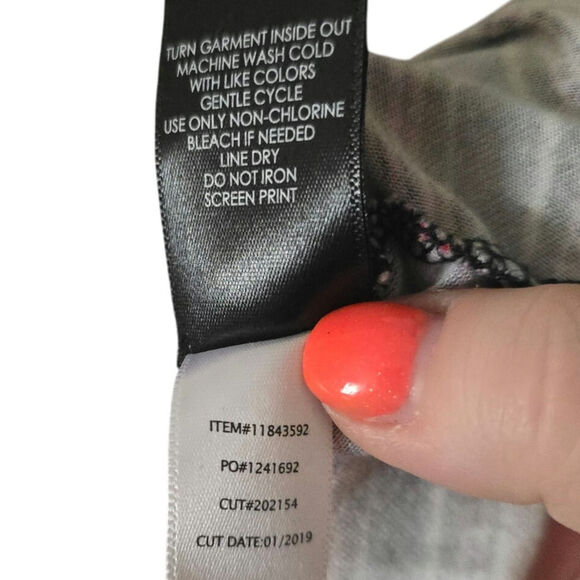 TURN GARMENT INSIDE OUT
MACHINE WASH COLD
WITH LIKE COLORS
GENTLE CYCLE
USE ONLY NON-CHLORINE
BLEACH IF NEEDED
LINE DRY
DO NOT IRON
SCREEN PRINT
ITEM#11843592
PO#1241692
CUT#202154
CUT DATE:01/2019